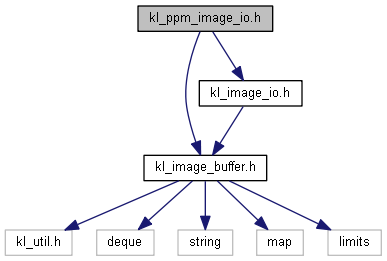 kl_ppm_image_io.h
kl_image_io.h
kl_image_buffer.h
kl_util.h
deque
string
map
limits